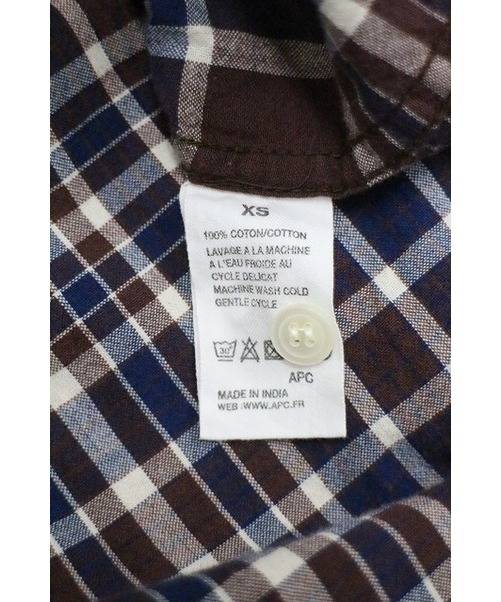 XS
100% COTON/COTTON
LAVAGE A LA MACHINE
A L'EAU FROIDE AU
CYCLE DELICAT
MACHINE WASH COLD
GENTLE CYCLE
30°
APC
MADE IN INDIA
WEB :WWW.APC.FR